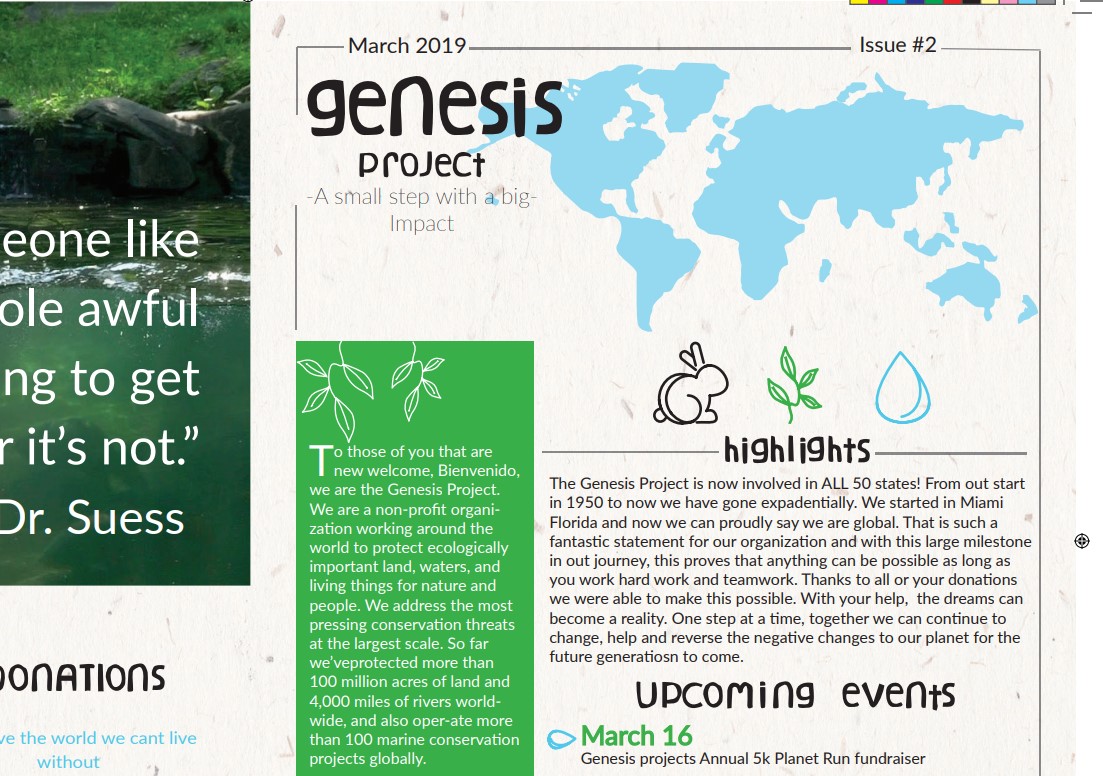 March 2019
Issue #2
genesis
project
-A small step with a big-
Impact
eone like
ole awful
ng to get
r it's not.”
Dr. Suess
DONATIONS
ve the world we cant live
without
To those of you that are
new welcome, Bienvenido,
we are the Genesis Project.
We are a non-profit organi-
zation working around the
world to protect ecologically
important land, waters, and
living things for nature and
people. We address the most
pressing conservation threats
at the largest scale. So far
we'veprotected more than
100 million acres of land and
4,000 miles of rivers world-
wide, and also oper-ate more
than 100 marine conservation
projects globally.
highlights
The Genesis Project is now involved in ALL 50 states! From out start
in 1950 to now we have gone expadentially. We started in Miami
Florida and now we can proudly say we are global. That is such a
fantastic statement for our organization and with this large milestone
in out journey, this proves that anything can be possible as long as
you work hard work and teamwork. Thanks to all or your donations
we were able to make this possible. With your help,  the dreams can
become a reality. One step at a time, together we can continue to
change, help and reverse the negative changes to our planet for the
future generatiosn to come.
upcoming events
March 16
Genesis projects Annual 5k Planet Run fundraiser